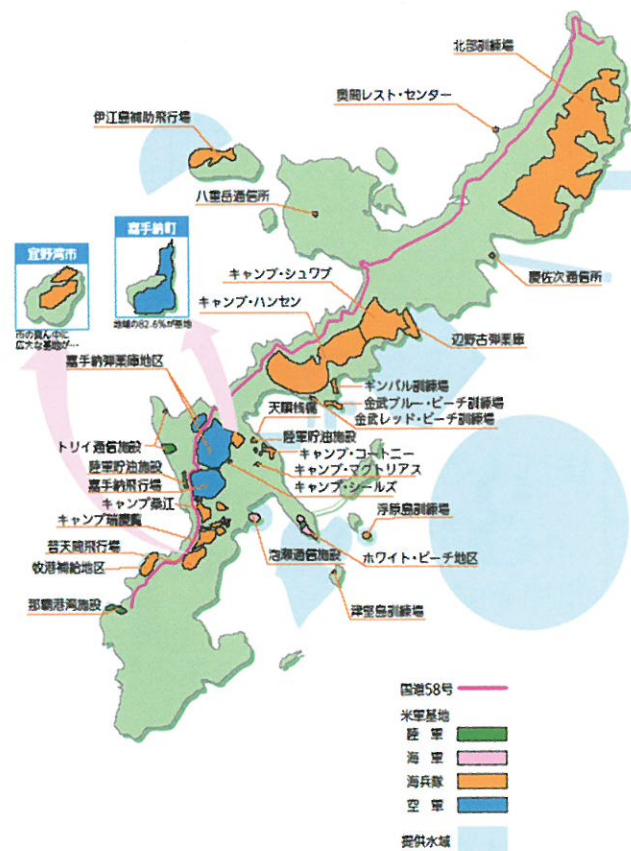 北部訓練場
奥間レスト・センター
伊江島補助飛行場
八重岳通信所
嘉手納町
宜野湾市
慶佐次通信所
キャンプ・シュワブ
キャンプ・ハンセン
市の真ん中に
広大な基地が…
地域の82.6%が基地
辺野古弾薬庫
嘉手納弾薬庫地区
ギンバル訓練場
天願桟橋
金武ブルー・ビーチ訓練場
金武レッド・ビーチ訓練場
トリイ通信施設
陸軍貯油施設
キャンプ・コートニー
陸軍貯油施設
キャンプ・マクトリアス
嘉手納飛行場
キャンプ・シールズ
キャンプ桑江
キャンプ瑞慶覧
浮原島訓練場
普天間飛行場
泡瀬通信施設
ホワイト・ビーチ地区
牧港補給地区
津堅島訓練場
那覇港湾施設
国道58号
米軍基地
陸軍
海軍
海兵隊
空軍
提供水域